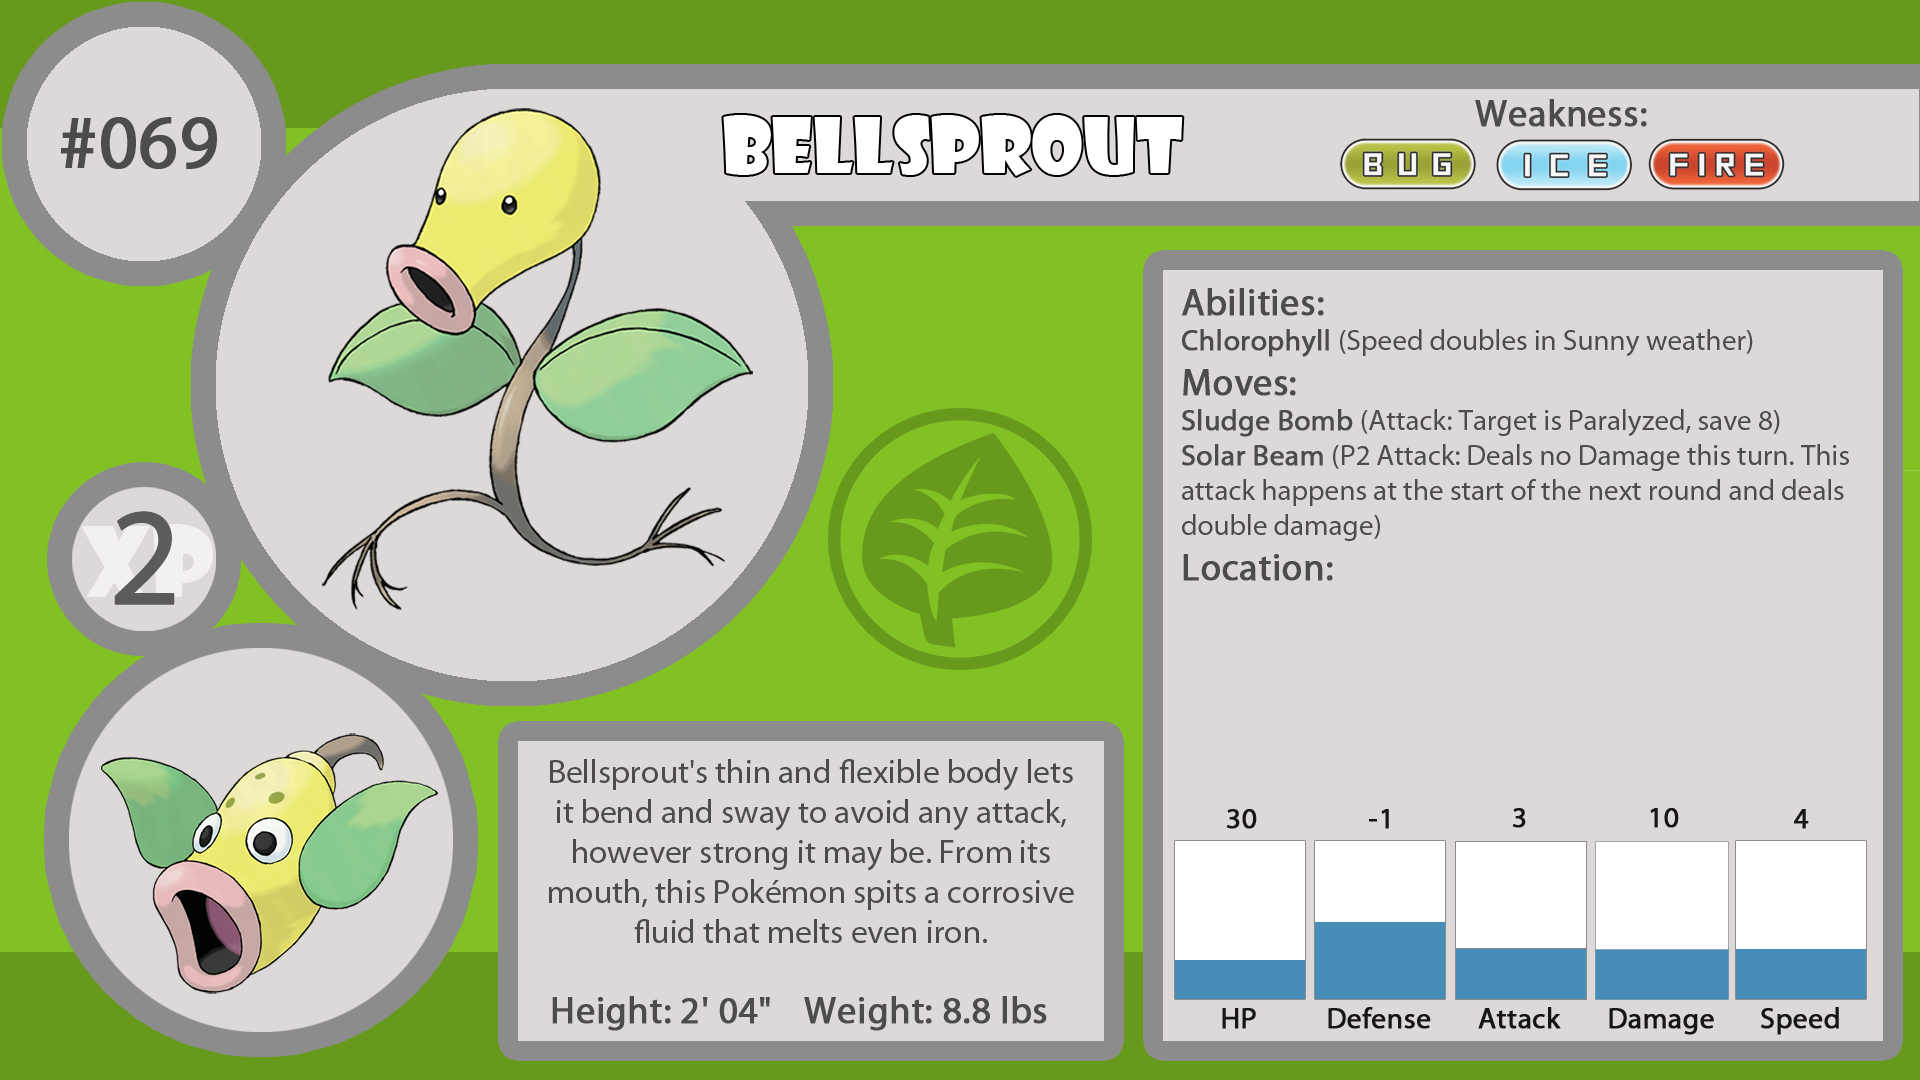 #069
BELLSPROUT
Weakness:
BUG ICE FIRE
Abilities:
Chlorophyll (Speed doubles in Sunny weather)
Moves:
Sludge Bomb (Attack: Target is Paralyzed, save 8)
Solar Beam (P2 Attack: Deals no Damage this turn. This
attack happens at the start of the next round and deals
double damage)
Location:
XP
2
Bellsprout's thin and flexible body lets
it bend and sway to avoid any attack,
however strong it may be. From its
mouth, this Pokémon spits a corrosive
fluid that melts even iron.
Height: 2' 04" Weight: 8.8 lbs
30 -1 3 10 4
HP Defense Attack Damage Speed